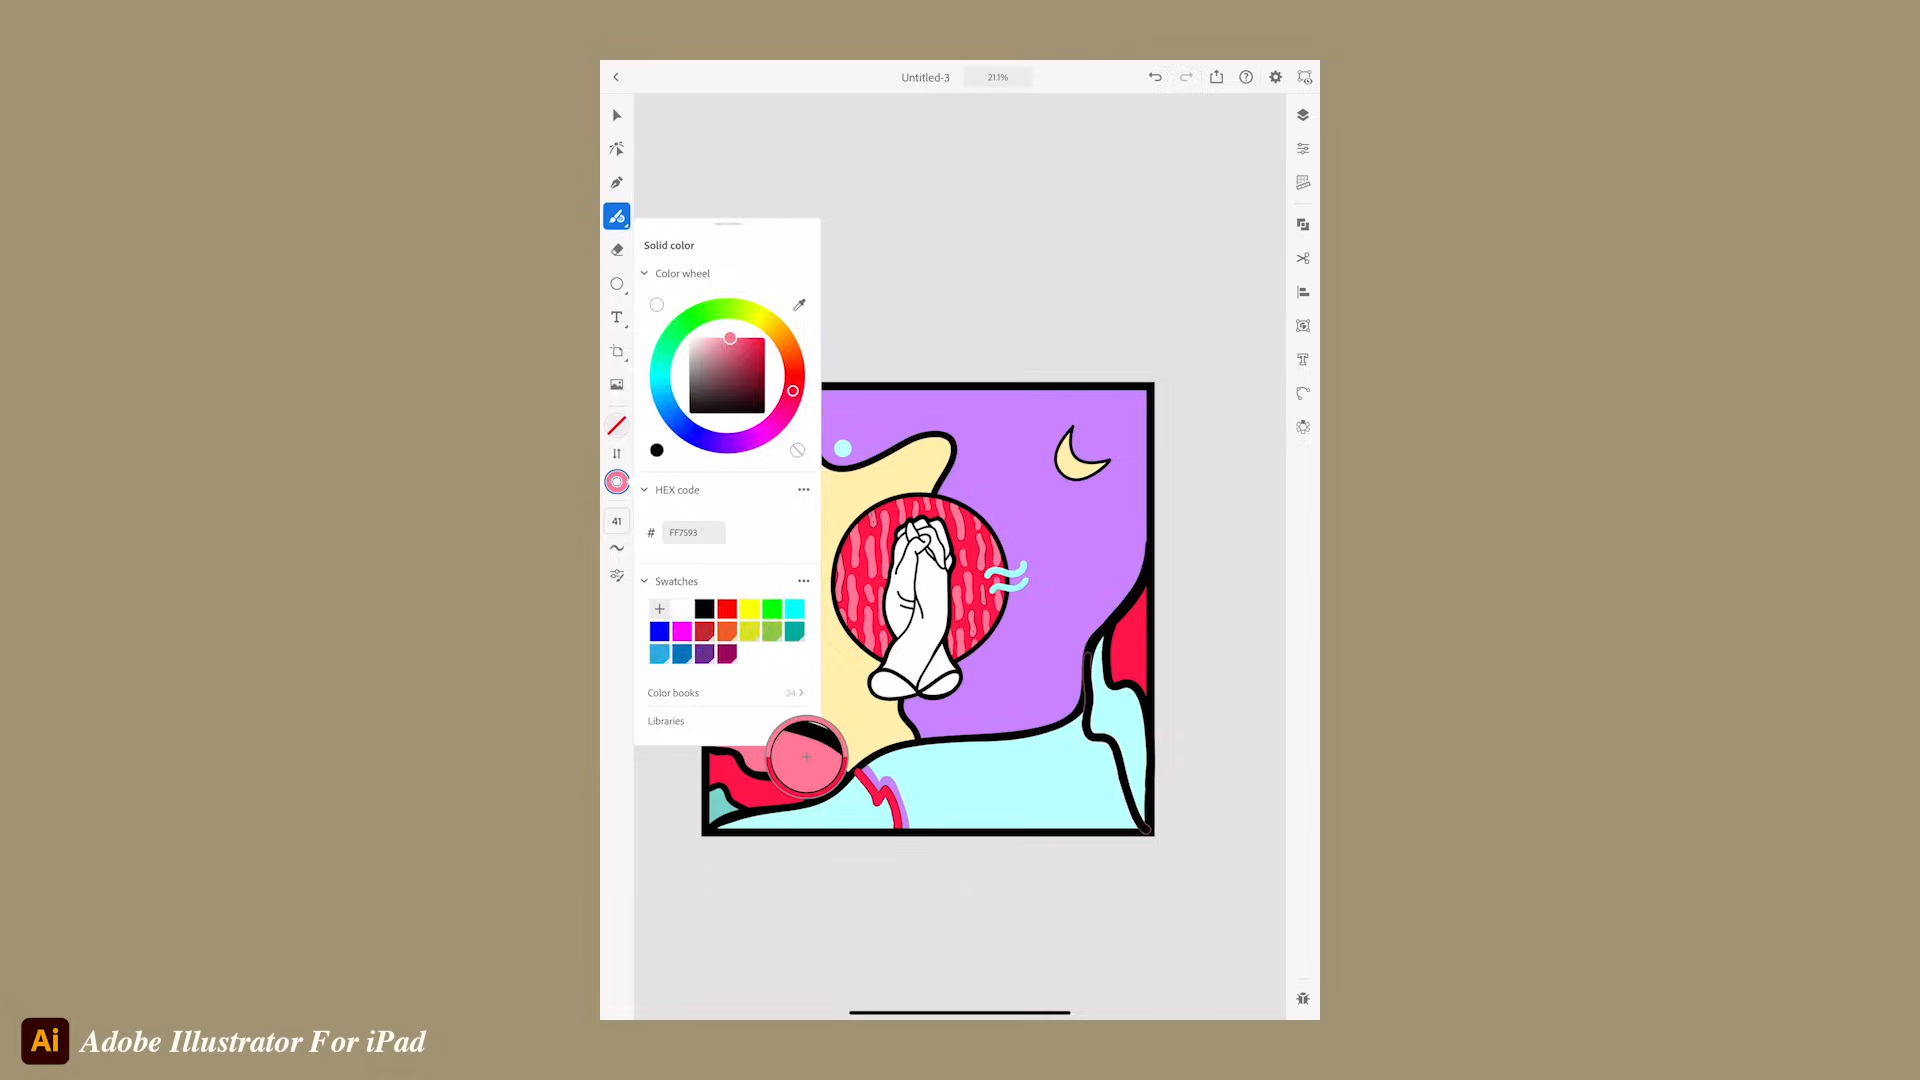 Untitled-3
21.1%
Solid color
Color wheel
HEX code
# FF7593
41
Swatches
Color books 24
Libraries
T
Ai Adobe Illustrator For iPad